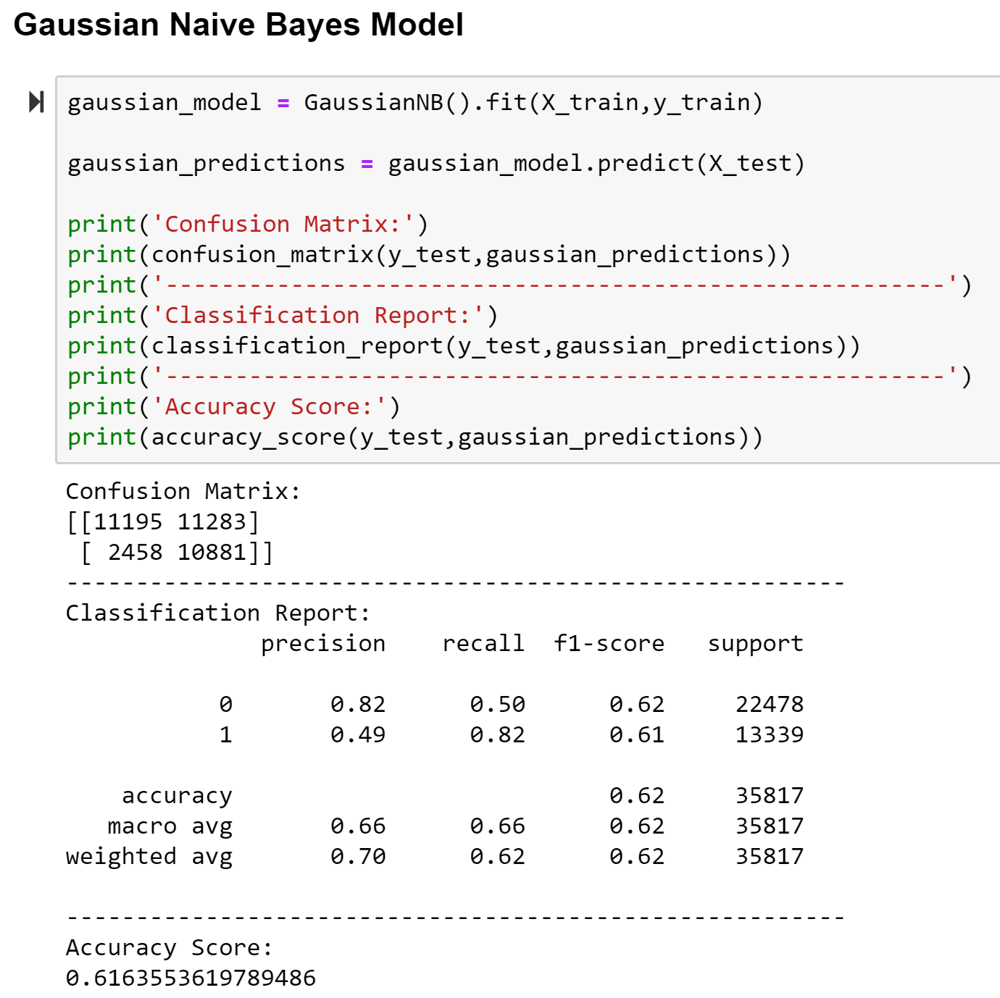 Gaussian Naive Bayes Model
gaussian_model = GaussianNB().fit(X_train,y_train)
gaussian_predictions = gaussian_model.predict(X_test)
print('Confusion Matrix:')
print(confusion_matrix(y_test,gaussian_predictions))
print('--------------------------------------------------------')
print('Classification Report:')
print(classification_report(y_test,gaussian_predictions))
print('--------------------------------------------------------')
print('Accuracy Score:')
print(accuracy_score(y_test,gaussian_predictions))
Confusion Matrix:
[[11195 11283]
 [ 2458 10881]]
--------------------------------------------------------
Classification Report:
              precision    recall  f1-score   support
           0       0.82      0.50      0.62     22478
           1       0.49      0.82      0.61     13339
    accuracy                           0.62     35817
   macro avg       0.66      0.66      0.62     35817
weighted avg       0.70      0.62      0.62     35817
--------------------------------------------------------
Accuracy Score:
0.6163553619789486